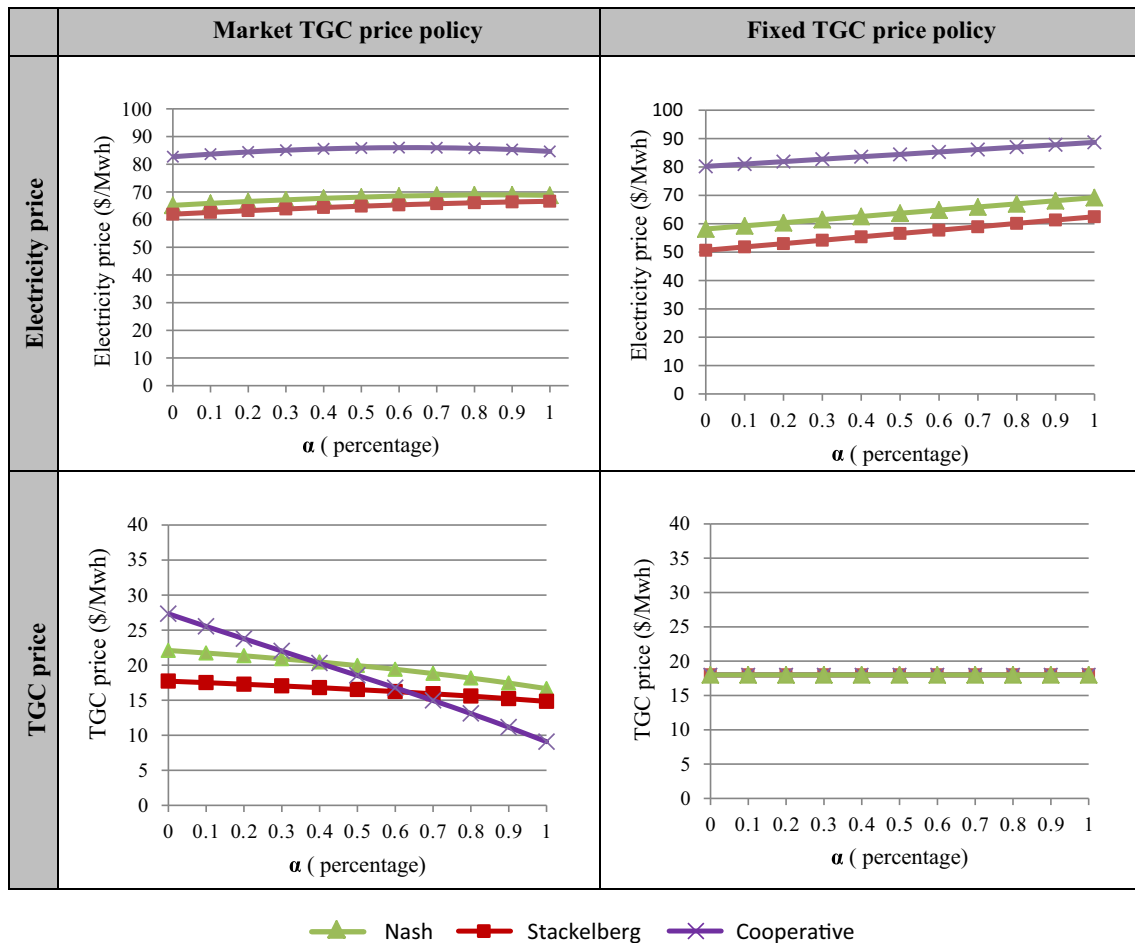 Market TGC price policy
Fixed TGC price policy
Electricity price
Electricity price ($/Mwh)
100
90
80
70
60
50
40
30
20
10
0
0 0.1 0.2 0.3 0.4 0.5 0.6 0.7 0.8 0.9 1
α ( percentage)
Electricity price ($/Mwh)
100
90
80
70
60
50
40
30
20
10
0
0 0.1 0.2 0.3 0.4 0.5 0.6 0.7 0.8 0.9 1
α ( percentage)
TGC price
TGC price ($/Mwh)
40
35
30
25
20
15
10
5
0
0 0.1 0.2 0.3 0.4 0.5 0.6 0.7 0.8 0.9 1
α ( percentage)
TGC price ($/Mwh)
40
35
30
25
20
15
10
5
0
0 0.1 0.2 0.3 0.4 0.5 0.6 0.7 0.8 0.9 1
α ( percentage)
Nash Stackelberg Cooperative